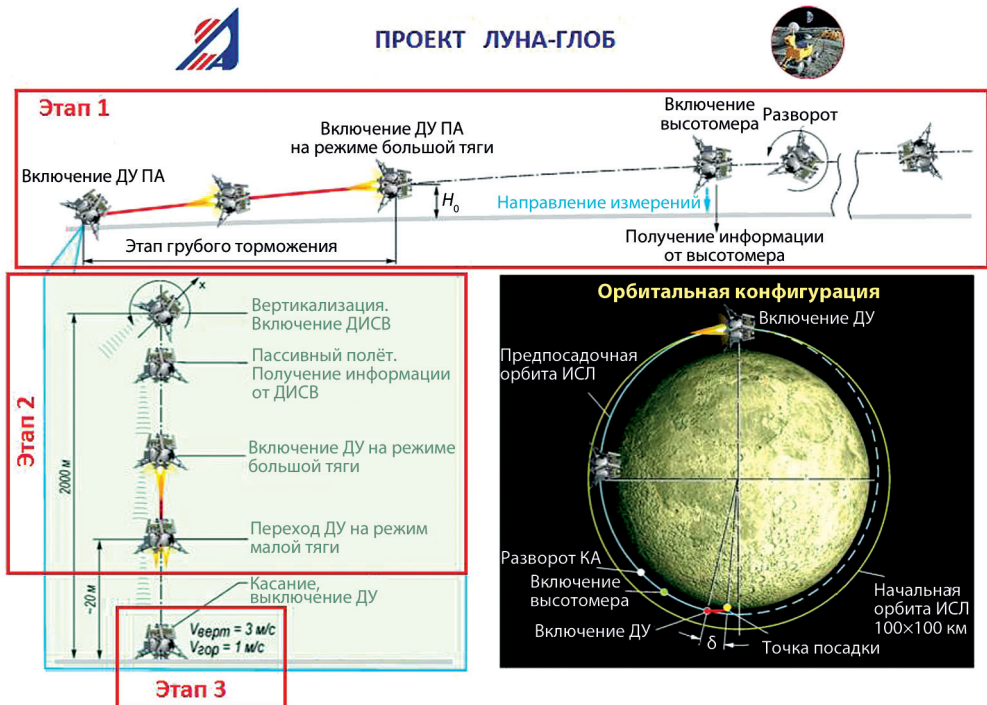 ПРОЕКТ ЛУНА-ГЛОБ
Этап 1
Включение ДУ ПА
Включение ДУ ПА
на режиме большой тяги
Включение
высотомера
Разворот
H₀
Направление измерений
Этап грубого торможения
Получение информации
от высотомера
Этап 2
x
Вертикализация.
Включение ДИСВ
Пассивный полёт.
Получение информации
от ДИСВ
Включение ДУ на режиме
большой тяги
Переход ДУ на режим
малой тяги
2000 м
~20 м
Касание,
выключение ДУ
Vверт = 3 м/с
Vгор = 1 м/с
Этап 3
Орбитальная конфигурация
Включение ДУ
Предпосадочная
орбита ИСЛ
Разворот КА
Включение
высотомера
Включение ДУ
δ
Точка посадки
Начальная
орбита ИСЛ
100×100 км